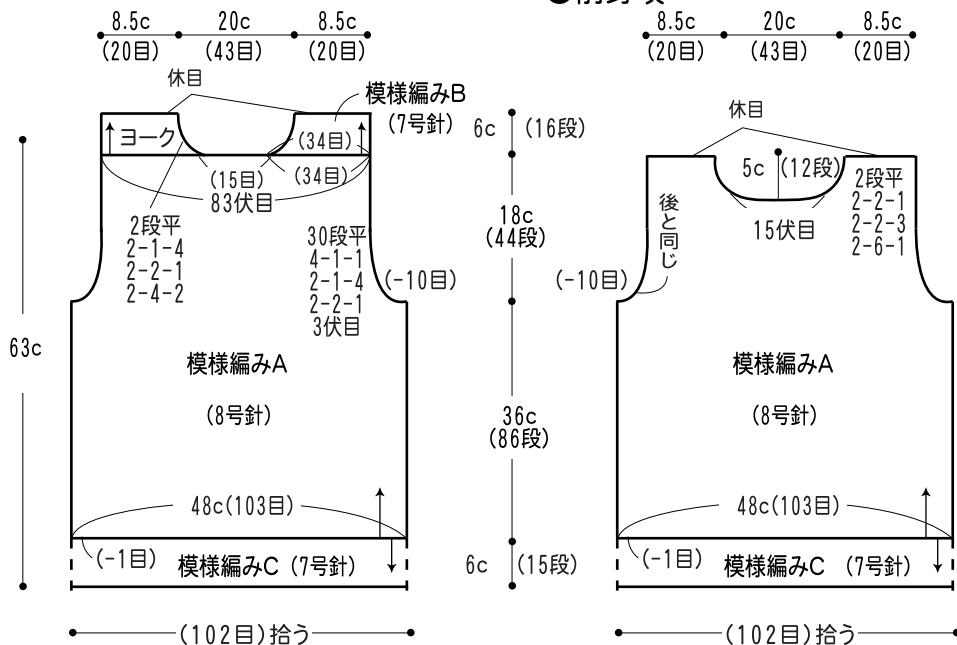 8.5c 20c 8.5c
(20目) (43目) (20目)
休目
模様編みB
(7号針)
ヨーク
(34目)
(15目) (34目)
83伏目
2段平
2-1-4
2-2-1
2-4-2
30段平
4-1-1
2-1-4
2-2-1
3伏目
(-10目)
63c
模様編みA
(8号針)
48c(103目)
(-1目)
模様編みC (7号針)
(102目)拾う
6c (16段)
18c
(44段)
36c
(86段)
6c (15段)
8.5c 20c 8.5c
(20目) (43目) (20目)
休目
5c (12段)
15伏目
2段平
2-2-1
2-2-3
2-6-1
後と同じ
(-10目)
模様編みA
(8号針)
48c(103目)
(-1目)
模様編みC (7号針)
(102目)拾う